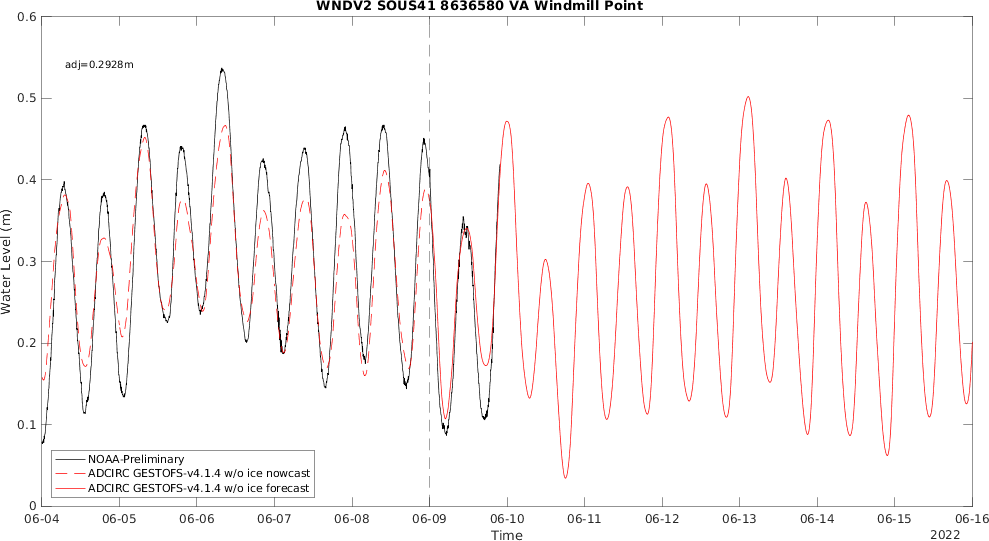 WNDV2 SOUS41 8636580 VA Windmill Point
0.6
adj=0.2928m
0.5
0.4
0.3
0.2
0.1
0
Water Level (m)
NOAA-Preliminary
ADCIRC GESTOFS-v4.1.4 w/o ice nowcast
ADCIRC GESTOFS-v4.1.4 w/o ice forecast
06-04 06-05 06-06 06-07 06-08 06-09 06-10 06-11 06-12 06-13 06-14 06-15 06-16
Time
2022